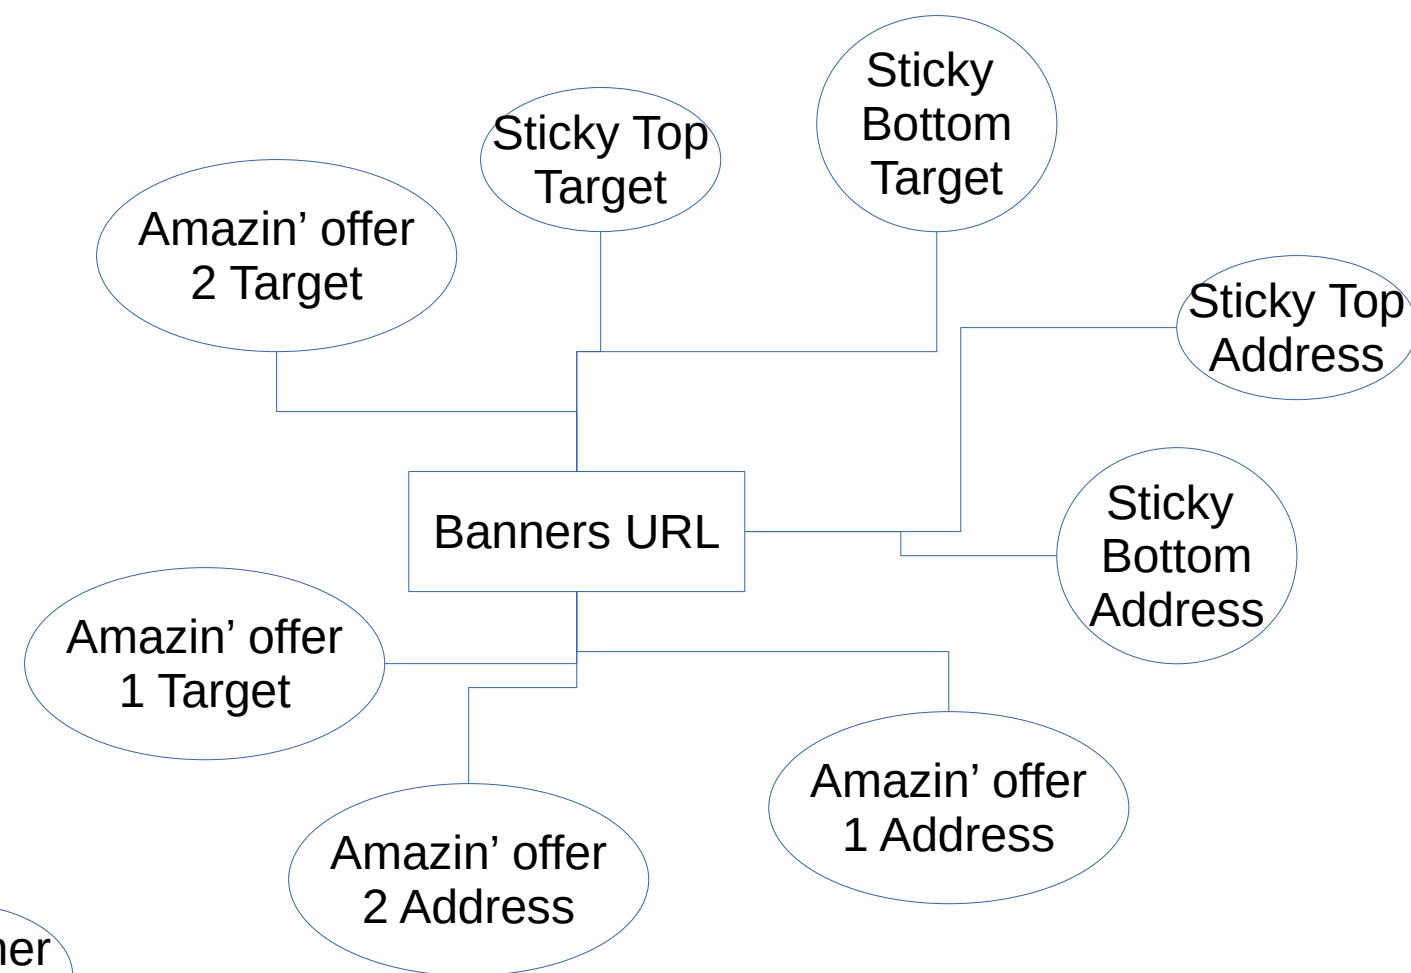 Sticky
Bottom
Target
Sticky Top
Target
Amazin’ offer
2 Target
Sticky Top
Address
Banners URL
Sticky
Bottom
Address
Amazin’ offer
1 Target
Amazin’ offer
1 Address
Amazin’ offer
2 Address